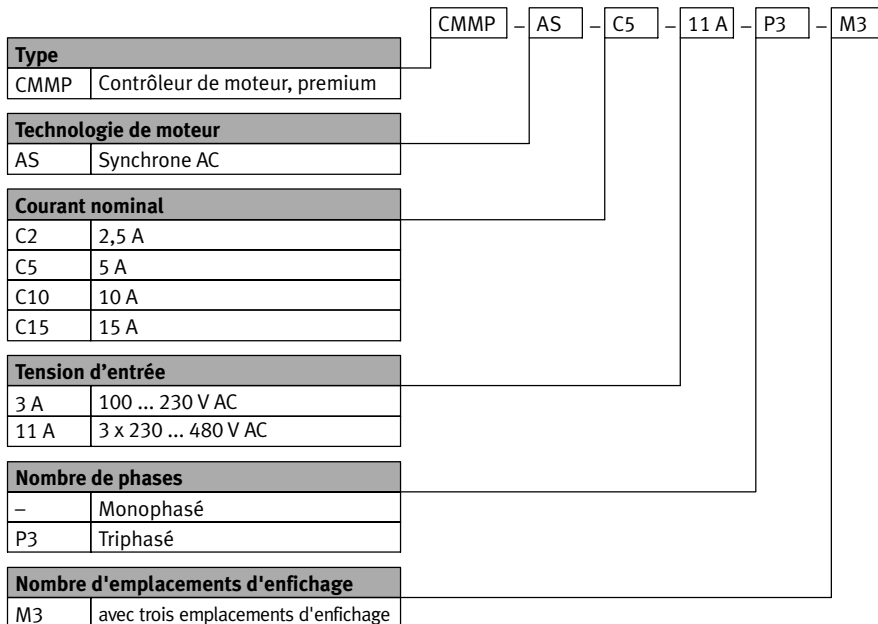 CMMP – AS – C5 – 11 A – P3 – M3
Type
CMMP Contrôleur de moteur, premium
Technologie de moteur
AS Synchrone AC
Courant nominal
C2 2,5 A
C5 5 A
C10 10 A
C15 15 A
Tension d’entrée
3 A 100 ... 230 V AC
11 A 3 x 230 ... 480 V AC
Nombre de phases
– Monophasé
P3 Triphasé
Nombre d'emplacements d'enfichage
M3 avec trois emplacements d'enfichage